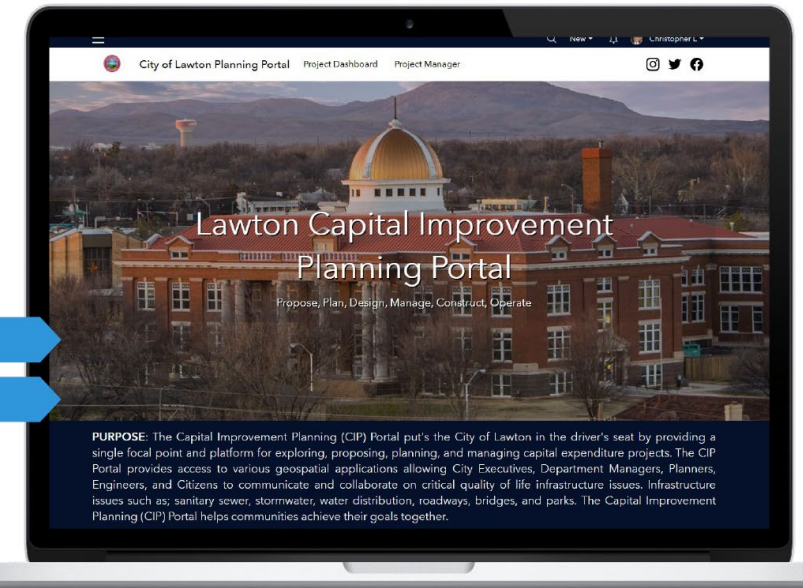 New
Christopher L
City of Lawton Planning Portal Project Dashboard Project Manager
Lawton Capital Improvement
Planning Portal
Propose, Plan, Design, Manage, Construct, Operate
PURPOSE: The Capital Improvement Planning (CIP) Portal put's the City of Lawton in the driver's seat by providing a
single focal point and platform for exploring, proposing, planning, and managing capital expenditure projects. The CIP
Portal provides access to various geospatial applications allowing City Executives, Department Managers, Planners,
Engineers, and Citizens to communicate and collaborate on critical quality of life infrastructure issues. Infrastructure
issues such as; sanitary sewer, stormwater, water distribution, roadways, bridges, and parks. The Capital Improvement
Planning (CIP) Portal helps communities achieve their goals together.